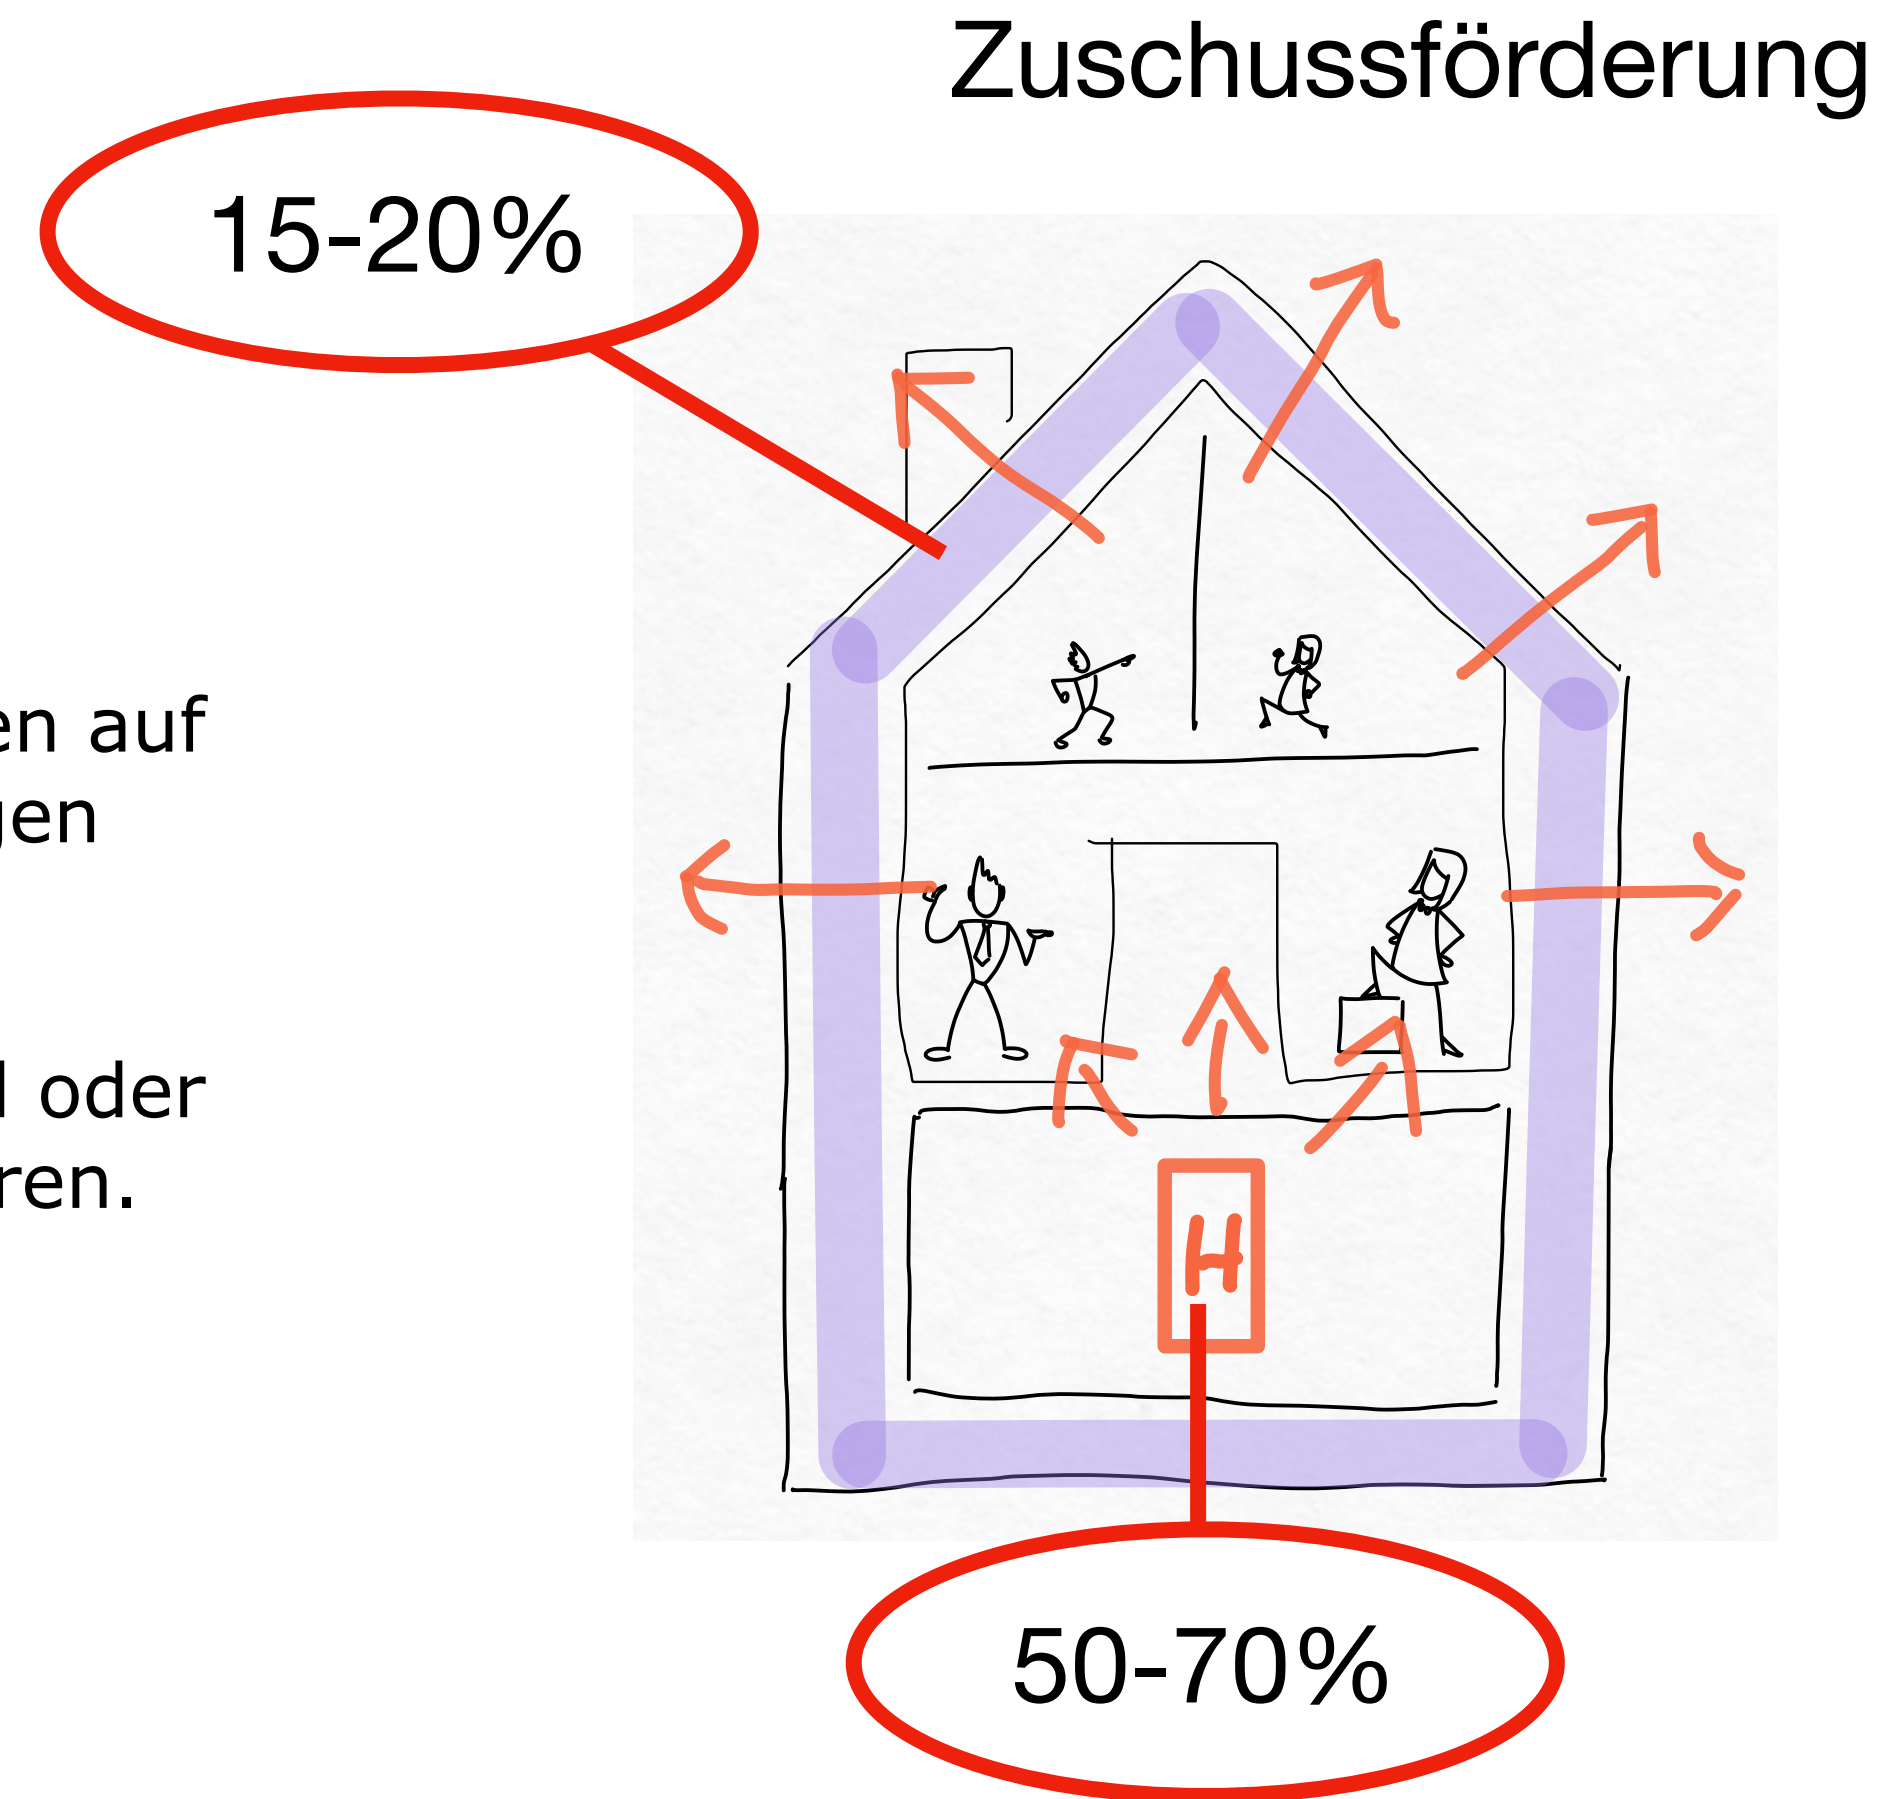 Zuschussförderung
15-20%
en auf
gen
oder
ren.
H
50-70%